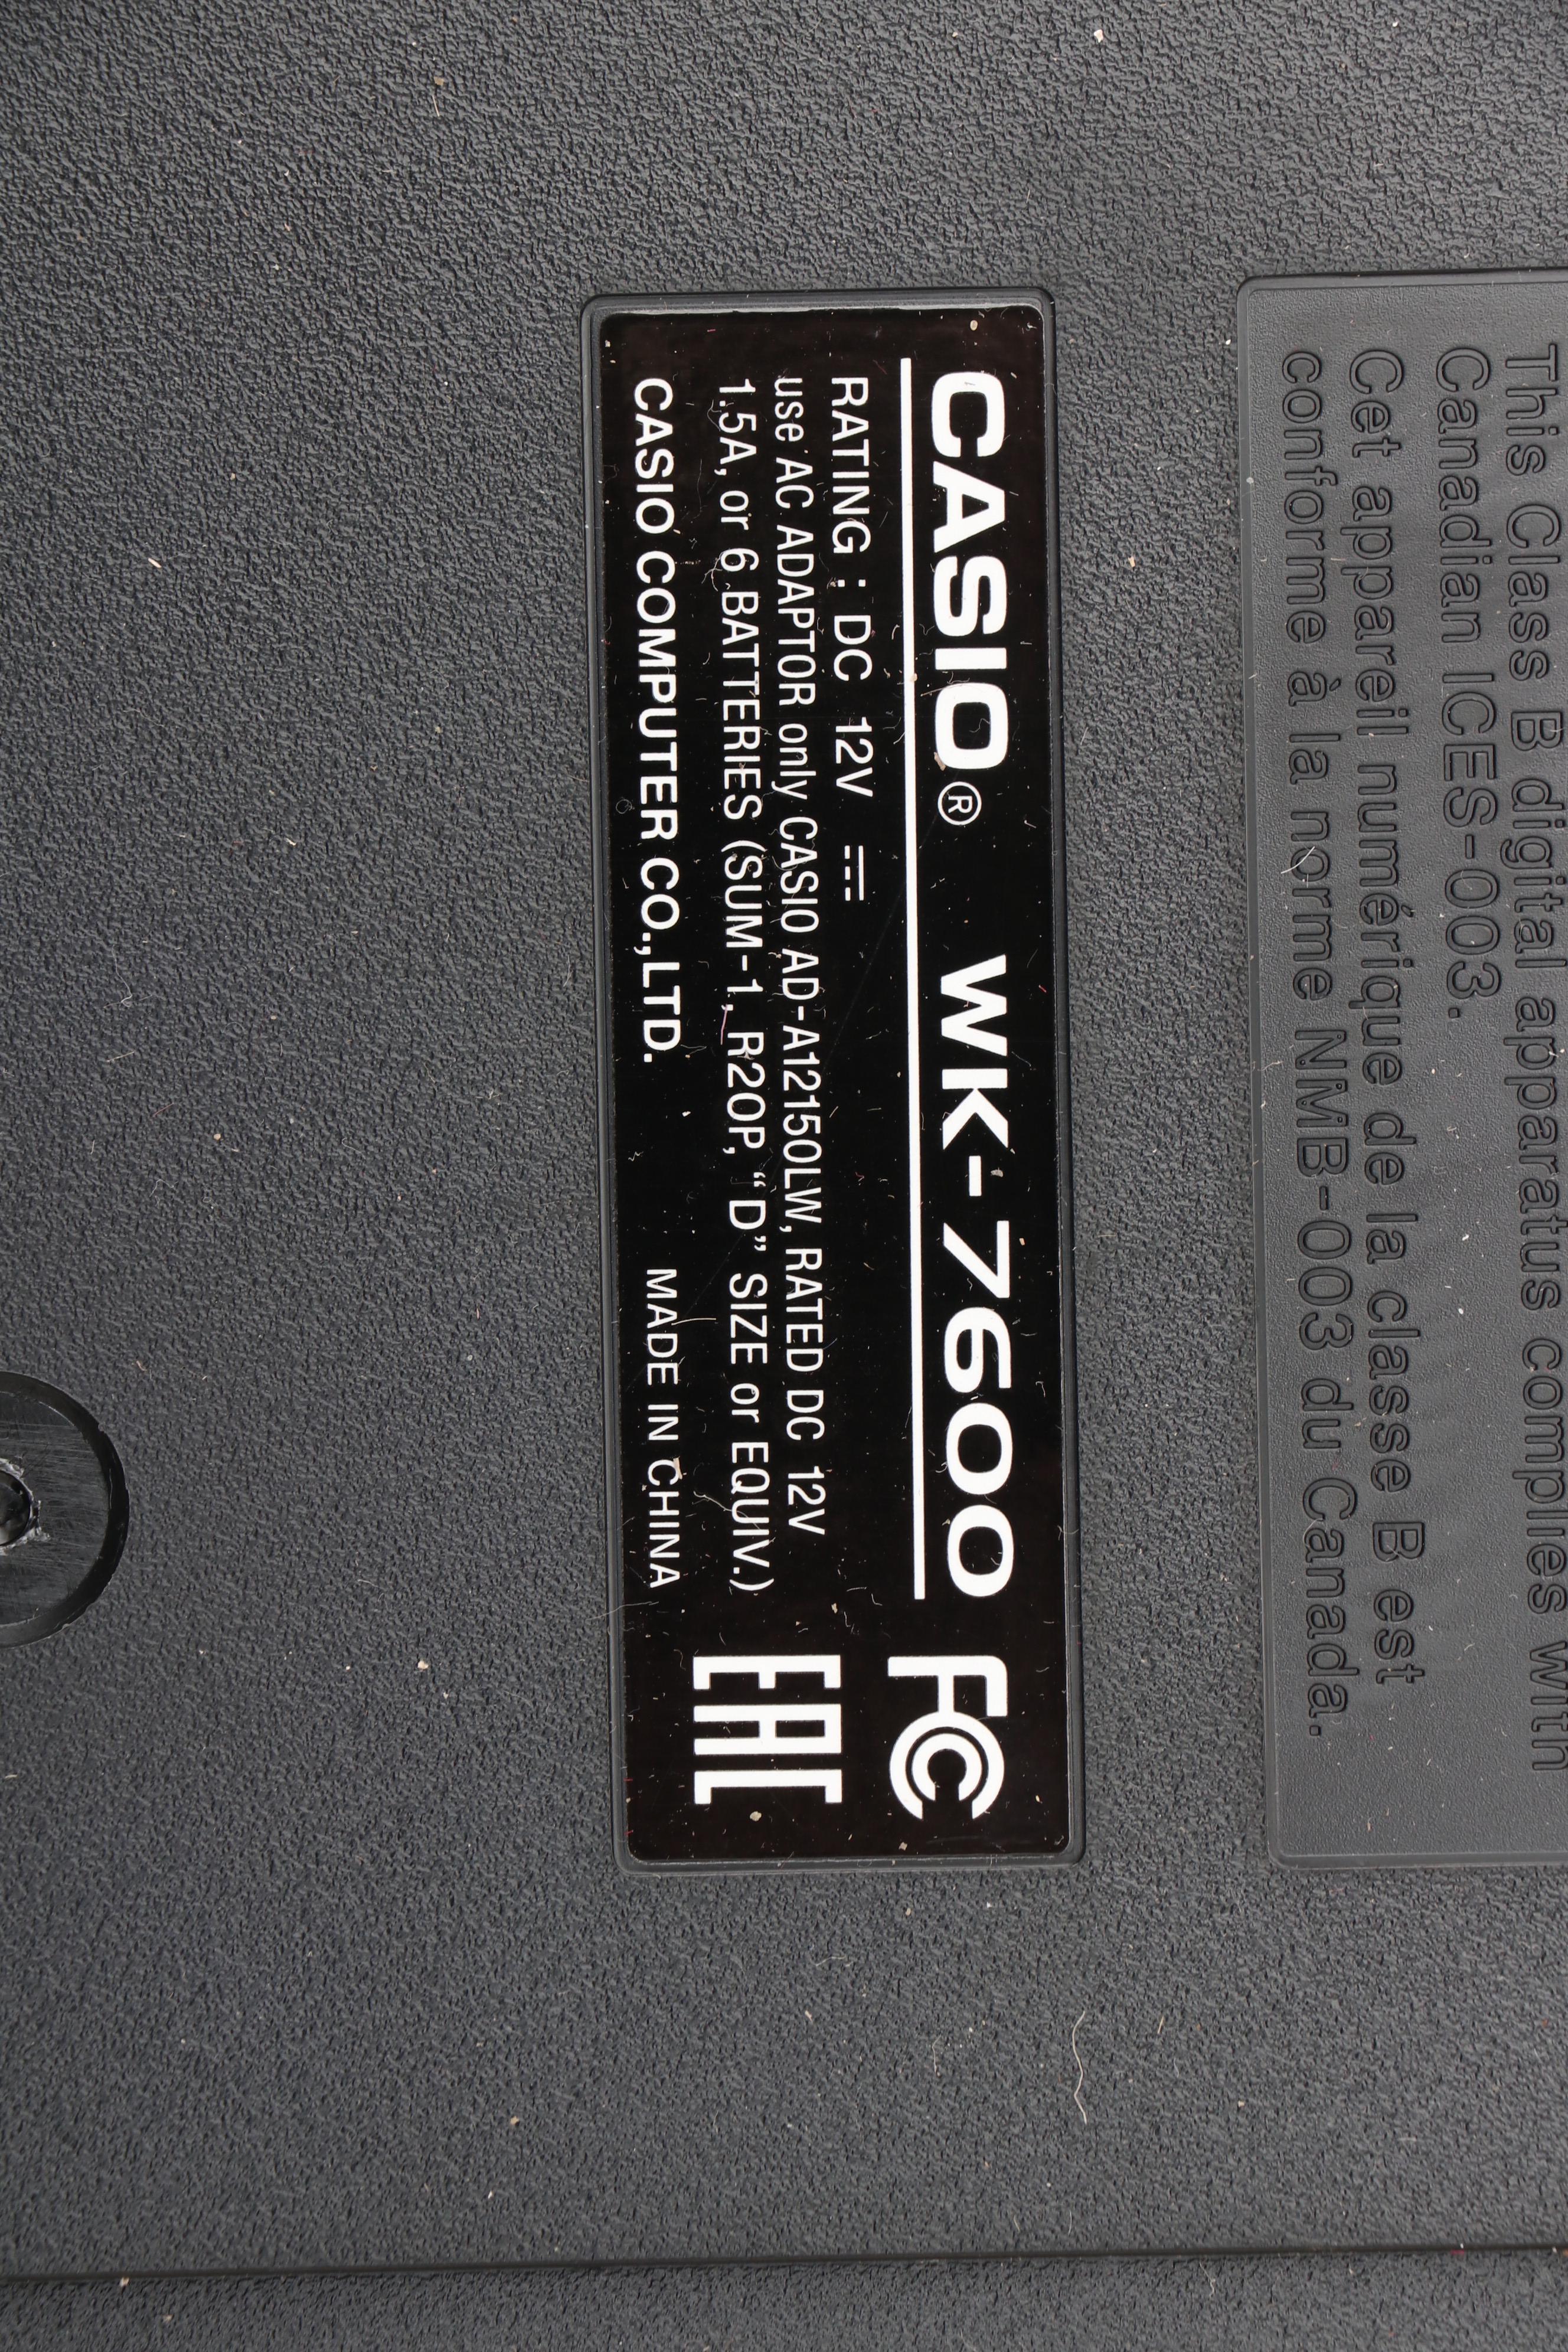 This Class B digital apparatus complies with
Canadian ICES-003.
Cet appareil numérique de la classe B est
conforme à la norme NMB-003 du Canada.
CASIO® WK-7600
RATING : DC 12V ⎓
use AC ADAPTOR only CASIO AD-A12150LW, RATED DC 12V
1.5A, or 6 BATTERIES (SUM-1, R20P, “D” SIZE or EQUIV.)
CASIO COMPUTER CO.,LTD. MADE IN CHINA
FC
EAC